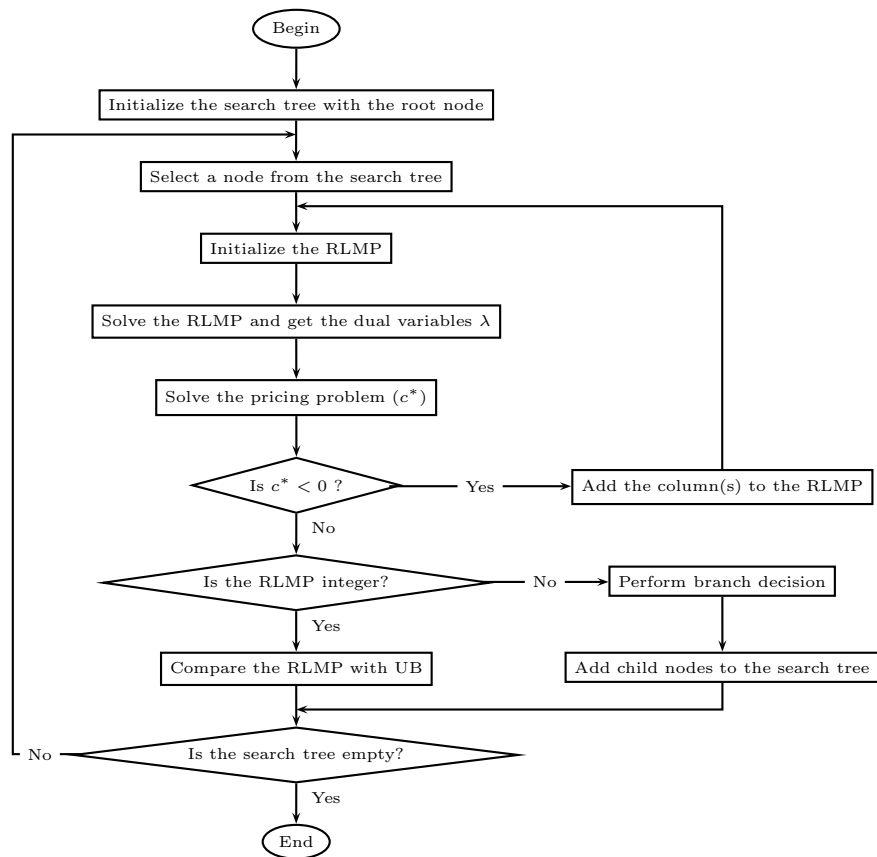 Begin
Initialize the search tree with the root node
Select a node from the search tree
Initialize the RLMP
Solve the RLMP and get the dual variables λ
Solve the pricing problem (c*)
Is c* < 0 ?
Yes
Add the column(s) to the RLMP
No
Is the RLMP integer?
No
Perform branch decision
Yes
Compare the RLMP with UB
Add child nodes to the search tree
No
Is the search tree empty?
Yes
End